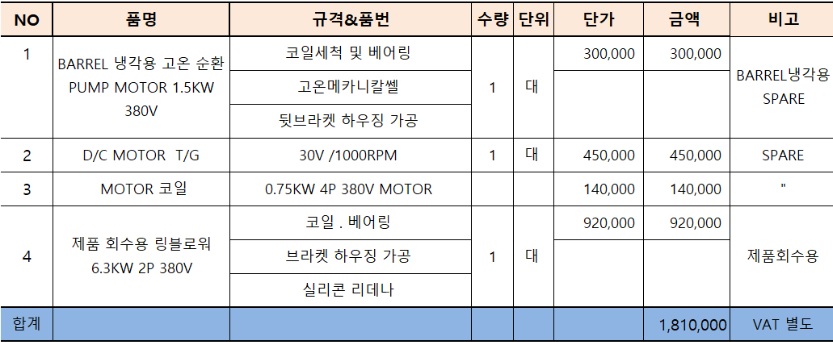 NO 품명 규격&품번 수량 단위 단가 금액 비고
1 BARREL 냉각용 고온 순환 PUMP MOTOR 1.5KW 380V 코일세척 및 베어링 1 대 300,000 300,000 BARREL냉각용 SPARE
고온메카니칼쎌
뒷브라켓 하우징 가공
2 D/C MOTOR T/G 30V /1000RPM 1 대 450,000 450,000 SPARE
3 MOTOR 코일 0.75KW 4P 380V MOTOR 140,000 140,000 "
4 제품 회수용 링블로워 6.3KW 2P 380V 코일 . 베어링 1 대 920,000 920,000 제품회수용
브라켓 하우징 가공
실리콘 리데나
합계 1,810,000 VAT 별도